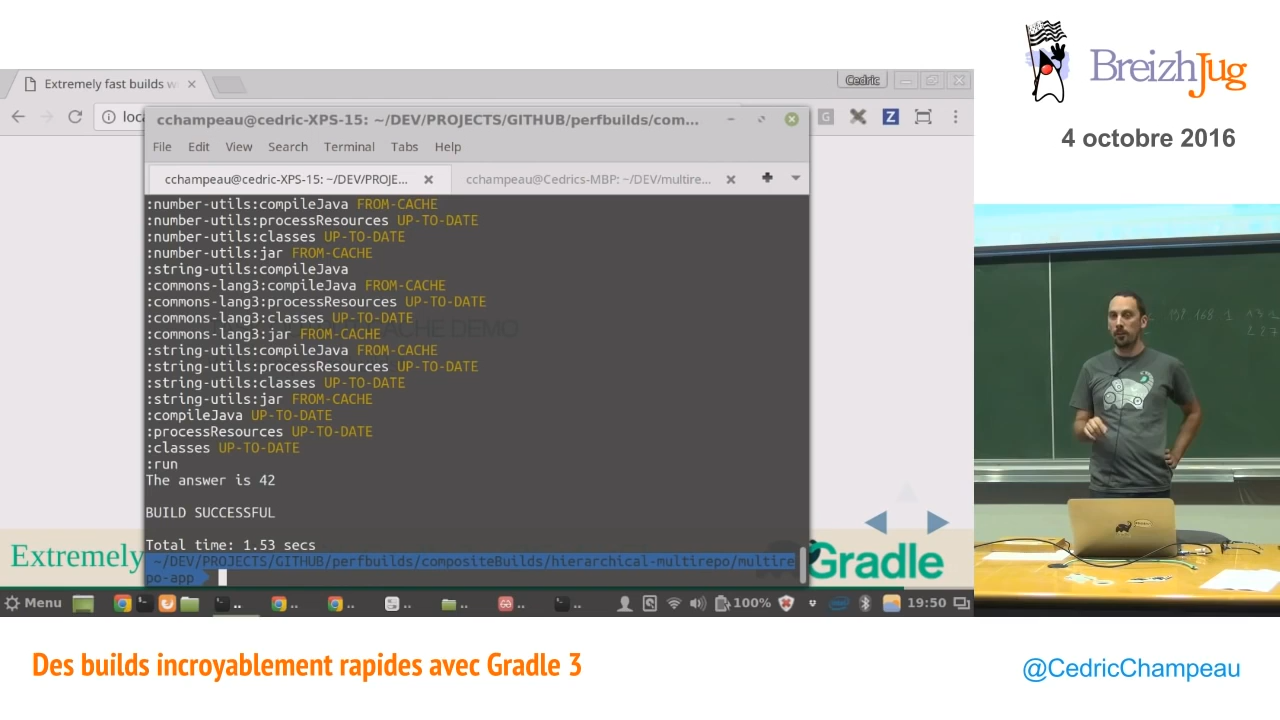 BreizhJug
4 octobre 2016
Extremely fast builds w
Cedric
loca
cchampeau@cedric-XPS-15: ~/DEV/PROJECTS/GITHUB/perfbuilds/com...
File Edit View Search Terminal Tabs Help
cchampeau@cedric-XPS-15: ~/DEV/PROJE...
cchampeau@Cedrics-MBP: ~/DEV/multire...
:number-utils:compileJava FROM-CACHE
:number-utils:processResources UP-TO-DATE
:number-utils:classes UP-TO-DATE
:number-utils:jar FROM-CACHE
:string-utils:compileJava
:commons-lang3:compileJava FROM-CACHE
:commons-lang3:processResources UP-TO-DATE
:commons-lang3:classes UP-TO-DATE
:commons-lang3:jar FROM-CACHE
CACHE DEMO
:string-utils:compileJava FROM-CACHE
:string-utils:processResources UP-TO-DATE
:string-utils:classes UP-TO-DATE
:string-utils:jar FROM-CACHE
:compileJava UP-TO-DATE
:processResources UP-TO-DATE
:classes UP-TO-DATE
:run
The answer is 42
BUILD SUCCESSFUL
Total time: 1.53 secs
~/DEV/PROJECTS/GITHUB/perfbuilds/compositeBuilds/hierarchical-multirepo/multire
po-app
Extremely
Gradle
Menu
100%
19:50
Des builds incroyablement rapides avec Gradle 3
@CedricChampeau